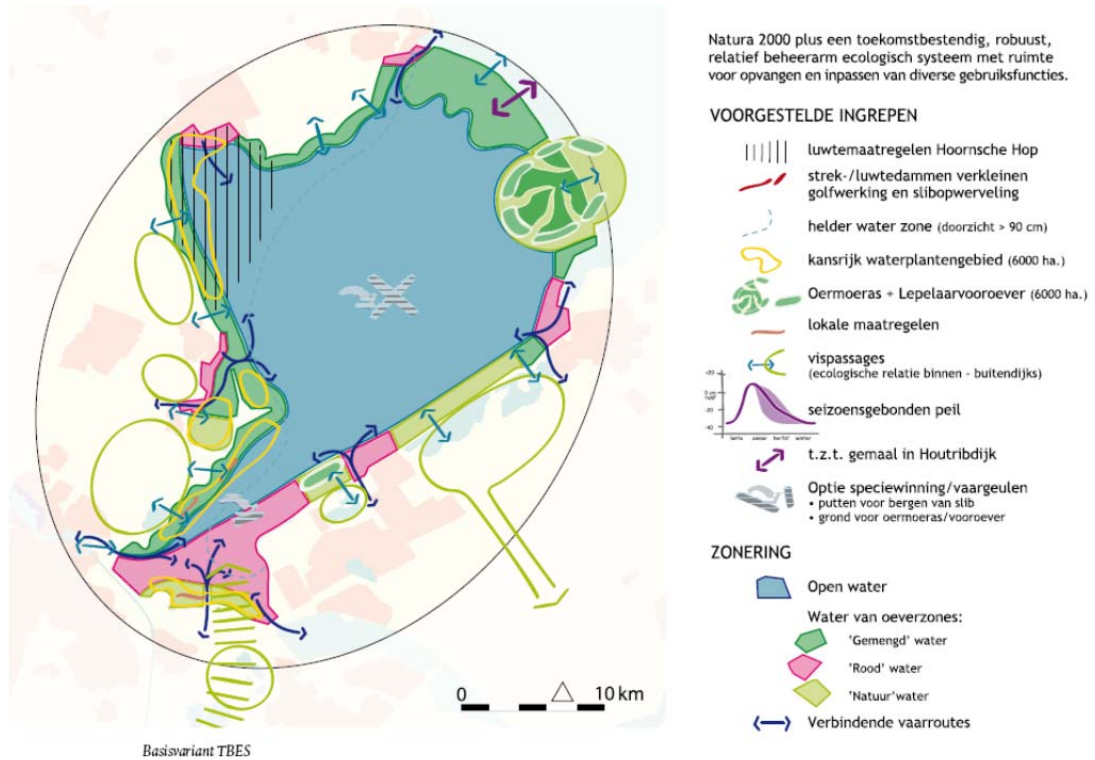 Natura 2000 plus een toekomstbestendig, robuust,
relatief beheerarm ecologisch systeem met ruimte
voor opvangen en inpassen van diverse gebruiksfuncties.
VOORGESTELDE INGREPEN
luwtemaatregelen Hoornsche Hop
strek-/luwtedammen verkleinen
golfwerking en slibopwerveling
helder water zone (doorzicht > 90 cm)
kansrijk waterplantengebied (6000 ha.)
Oermoeras + Lepelaarvooroever (6000 ha.)
lokale maatregelen
vispassages
(ecologische relatie binnen - buitendijks)
seizoensgebonden peil
t.z.t. gemaal in Houtribdijk
Optie speciewinning/vaargeulen
• putten voor bergen van slib
• grond voor oermoeras/vooroever
ZONERING
Open water
Water van oeverzones:
'Gemengd' water
'Rood' water
'Natuur'water
Verbindende vaarroutes
0 10 km
Basisvariant TBES